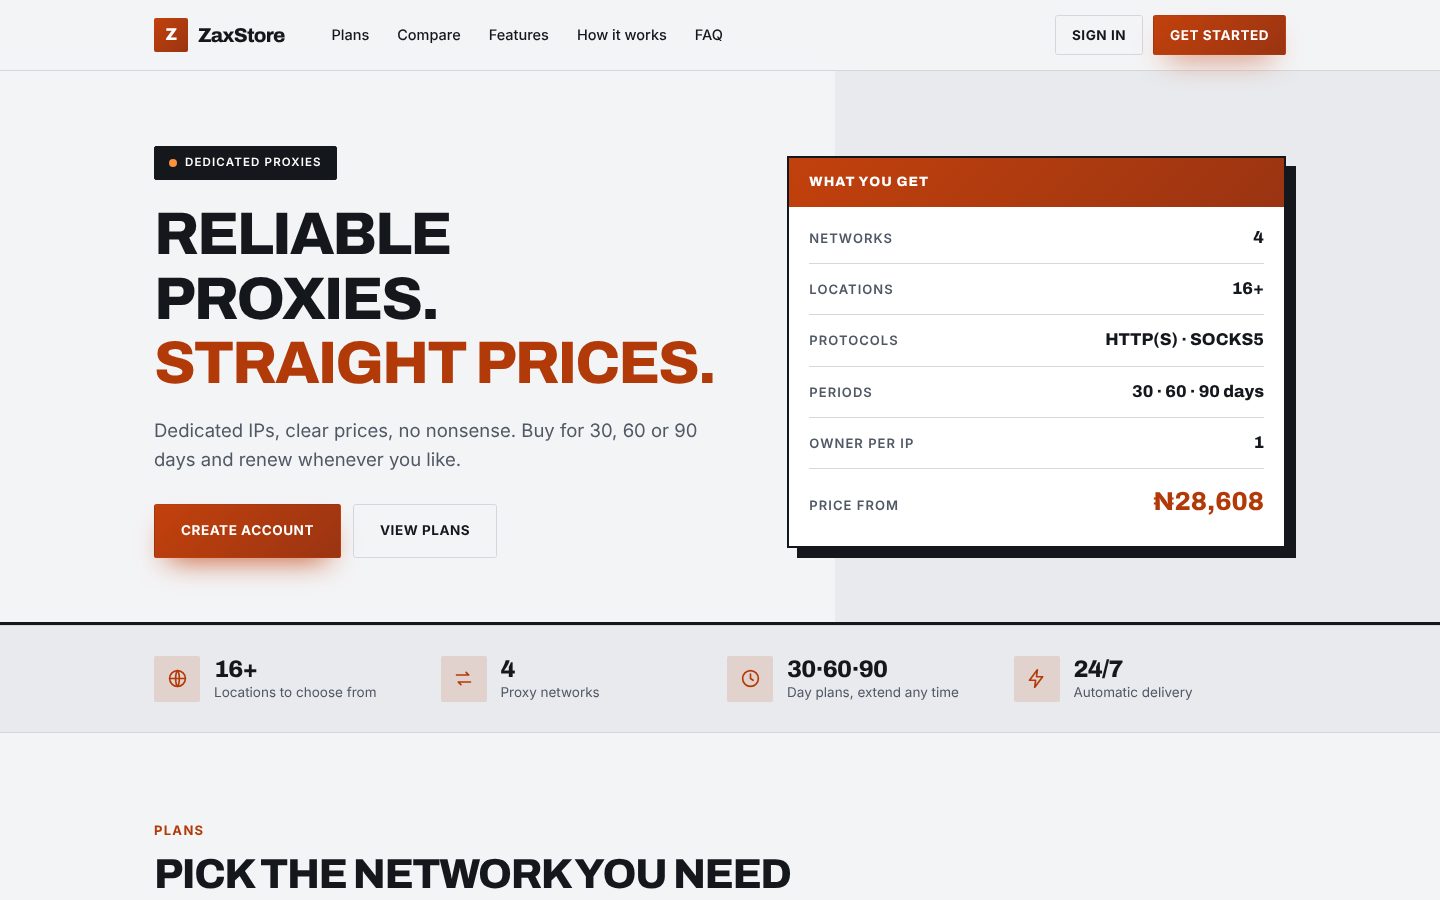 Z ZaxStore Plans Compare Features How it works FAQ SIGN IN GET STARTED
DEDICATED PROXIES
RELIABLE
PROXIES.
STRAIGHT PRICES.
Dedicated IPs, clear prices, no nonsense. Buy for 30, 60 or 90
days and renew whenever you like.
CREATE ACCOUNT VIEW PLANS
WHAT YOU GET
NETWORKS 4
LOCATIONS 16+
PROTOCOLS HTTP(S) · SOCKS5
PERIODS 30 · 60 · 90 days
OWNER PER IP 1
PRICE FROM ₦28,608
16+
Locations to choose from
4
Proxy networks
30·60·90
Day plans, extend any time
24/7
Automatic delivery
PLANS
PICK THE NETWORK YOU NEED